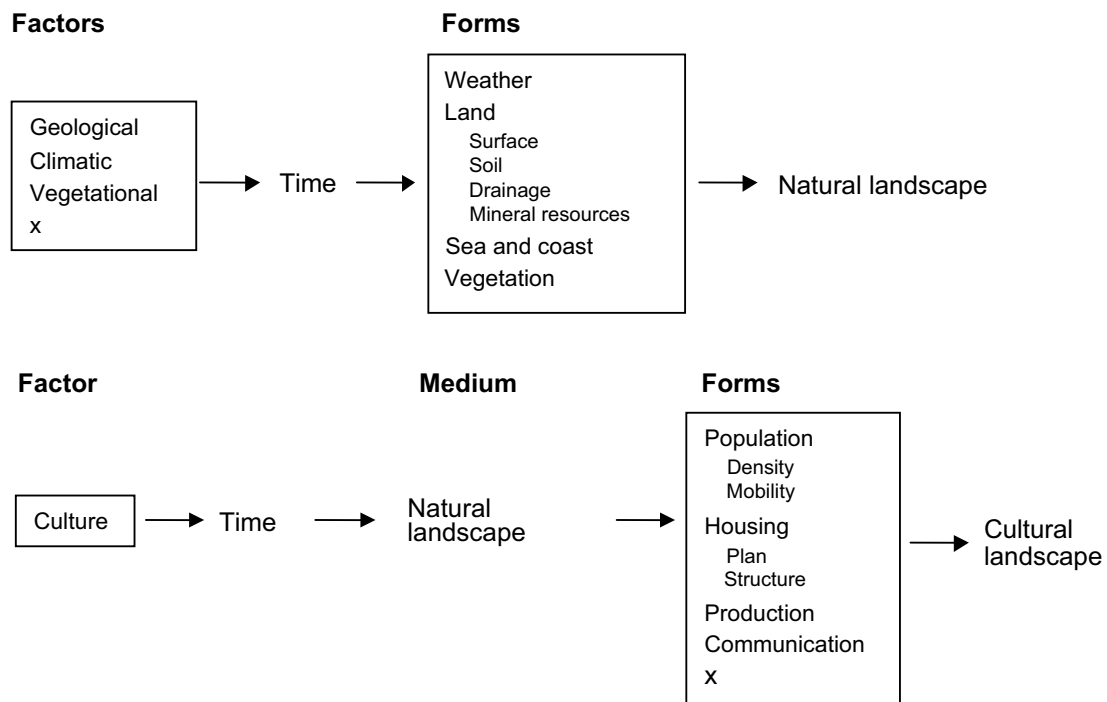 Factors
Forms
Geological
Climatic
Vegetational
x
Time
Weather
Land
Surface
Soil
Drainage
Mineral resources
Sea and coast
Vegetation
Natural landscape
Factor
Medium
Forms
Culture
Time
Natural
landscape
Population
Density
Mobility
Housing
Plan
Structure
Production
Communication
x
Cultural
landscape